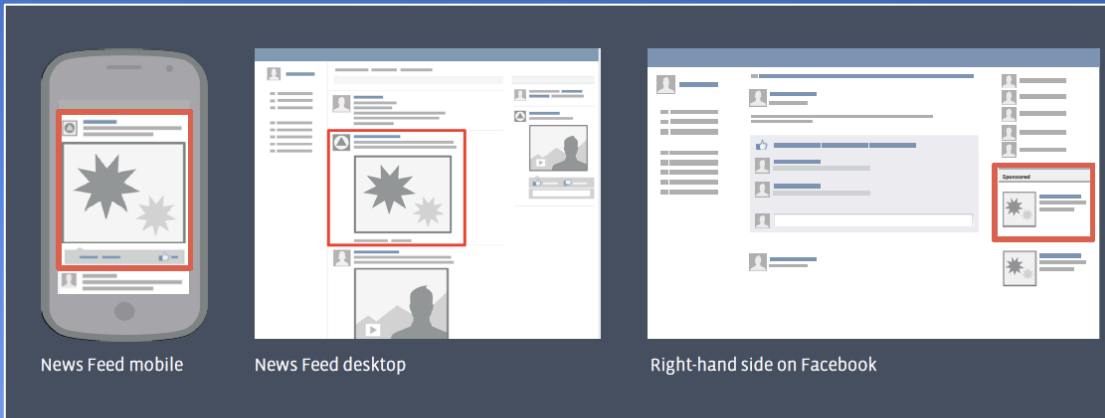 Sponsored
News Feed mobile
News Feed desktop
Right-hand side on Facebook